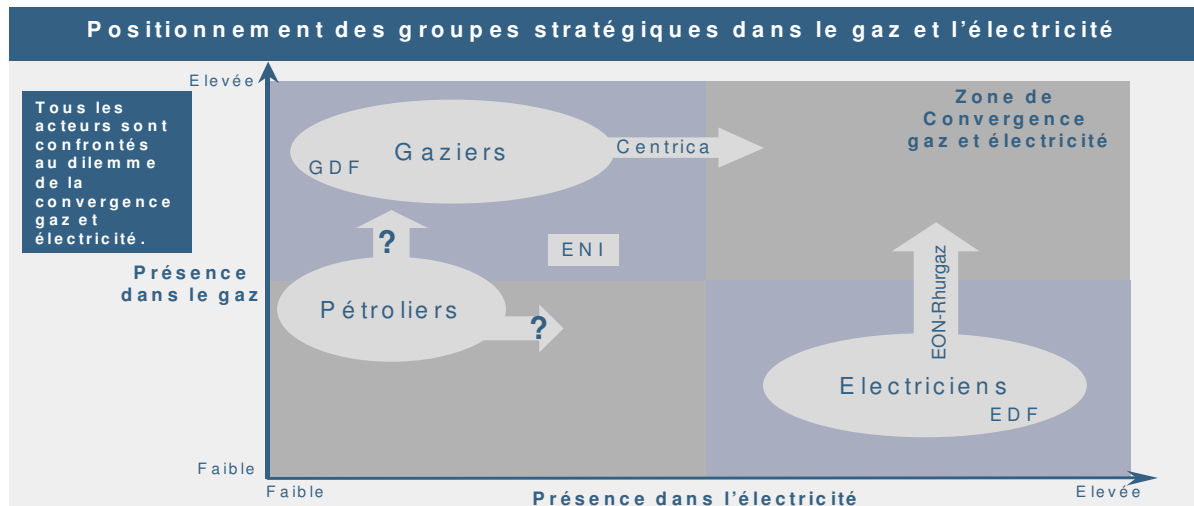 Positionnement des groupes stratégiques dans le gaz et l'électricité
Elevée
Tous les
acteurs sont
confrontés
au dilemme
de la
convergence
gaz et
électricité.
Zone de
Convergence
gaz et électricité
Gaziers
GDF
Centrica
?
ENI
Présence
dans le gaz
Pétroliers
?
EON-Rhurgaz
Electriciens
EDF
Faible
Faible
Présence dans l'électricité
Elevée